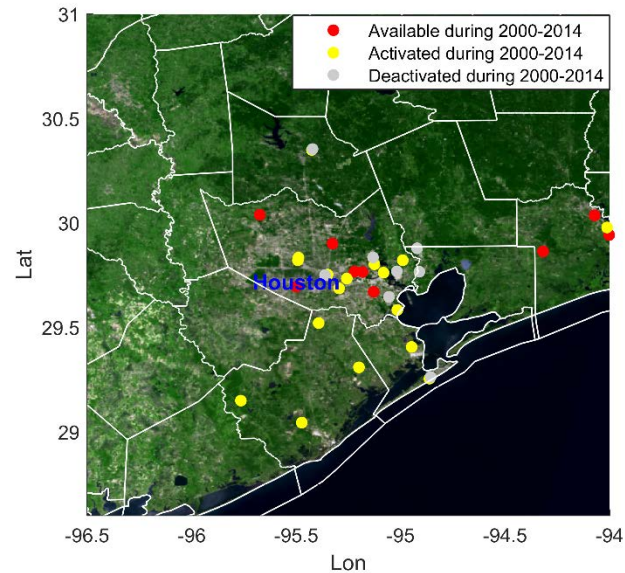 31
Available during 2000-2014
Activated during 2000-2014
Deactivated during 2000-2014
30.5
30
Lat
Houston
29.5
29
-96.5 -96 -95.5 -95 -94.5 -94
Lon